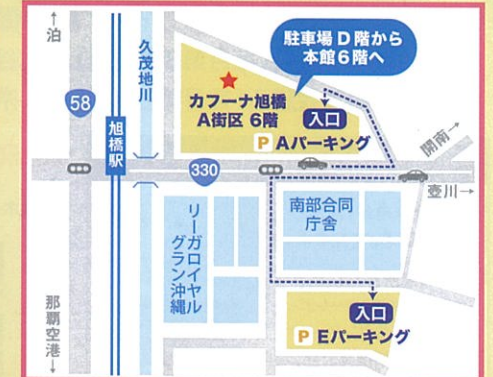 ↑泊
久茂地川
駐車場D階から
本館6階へ
58
カフーナ旭橋
A街区 6階
入口
P Aパーキング
開南→
旭橋駅
330
壺川→
リーガロイヤル
グラン沖縄
南部合同
庁舎
那覇空港↓
入口
P Eパーキング